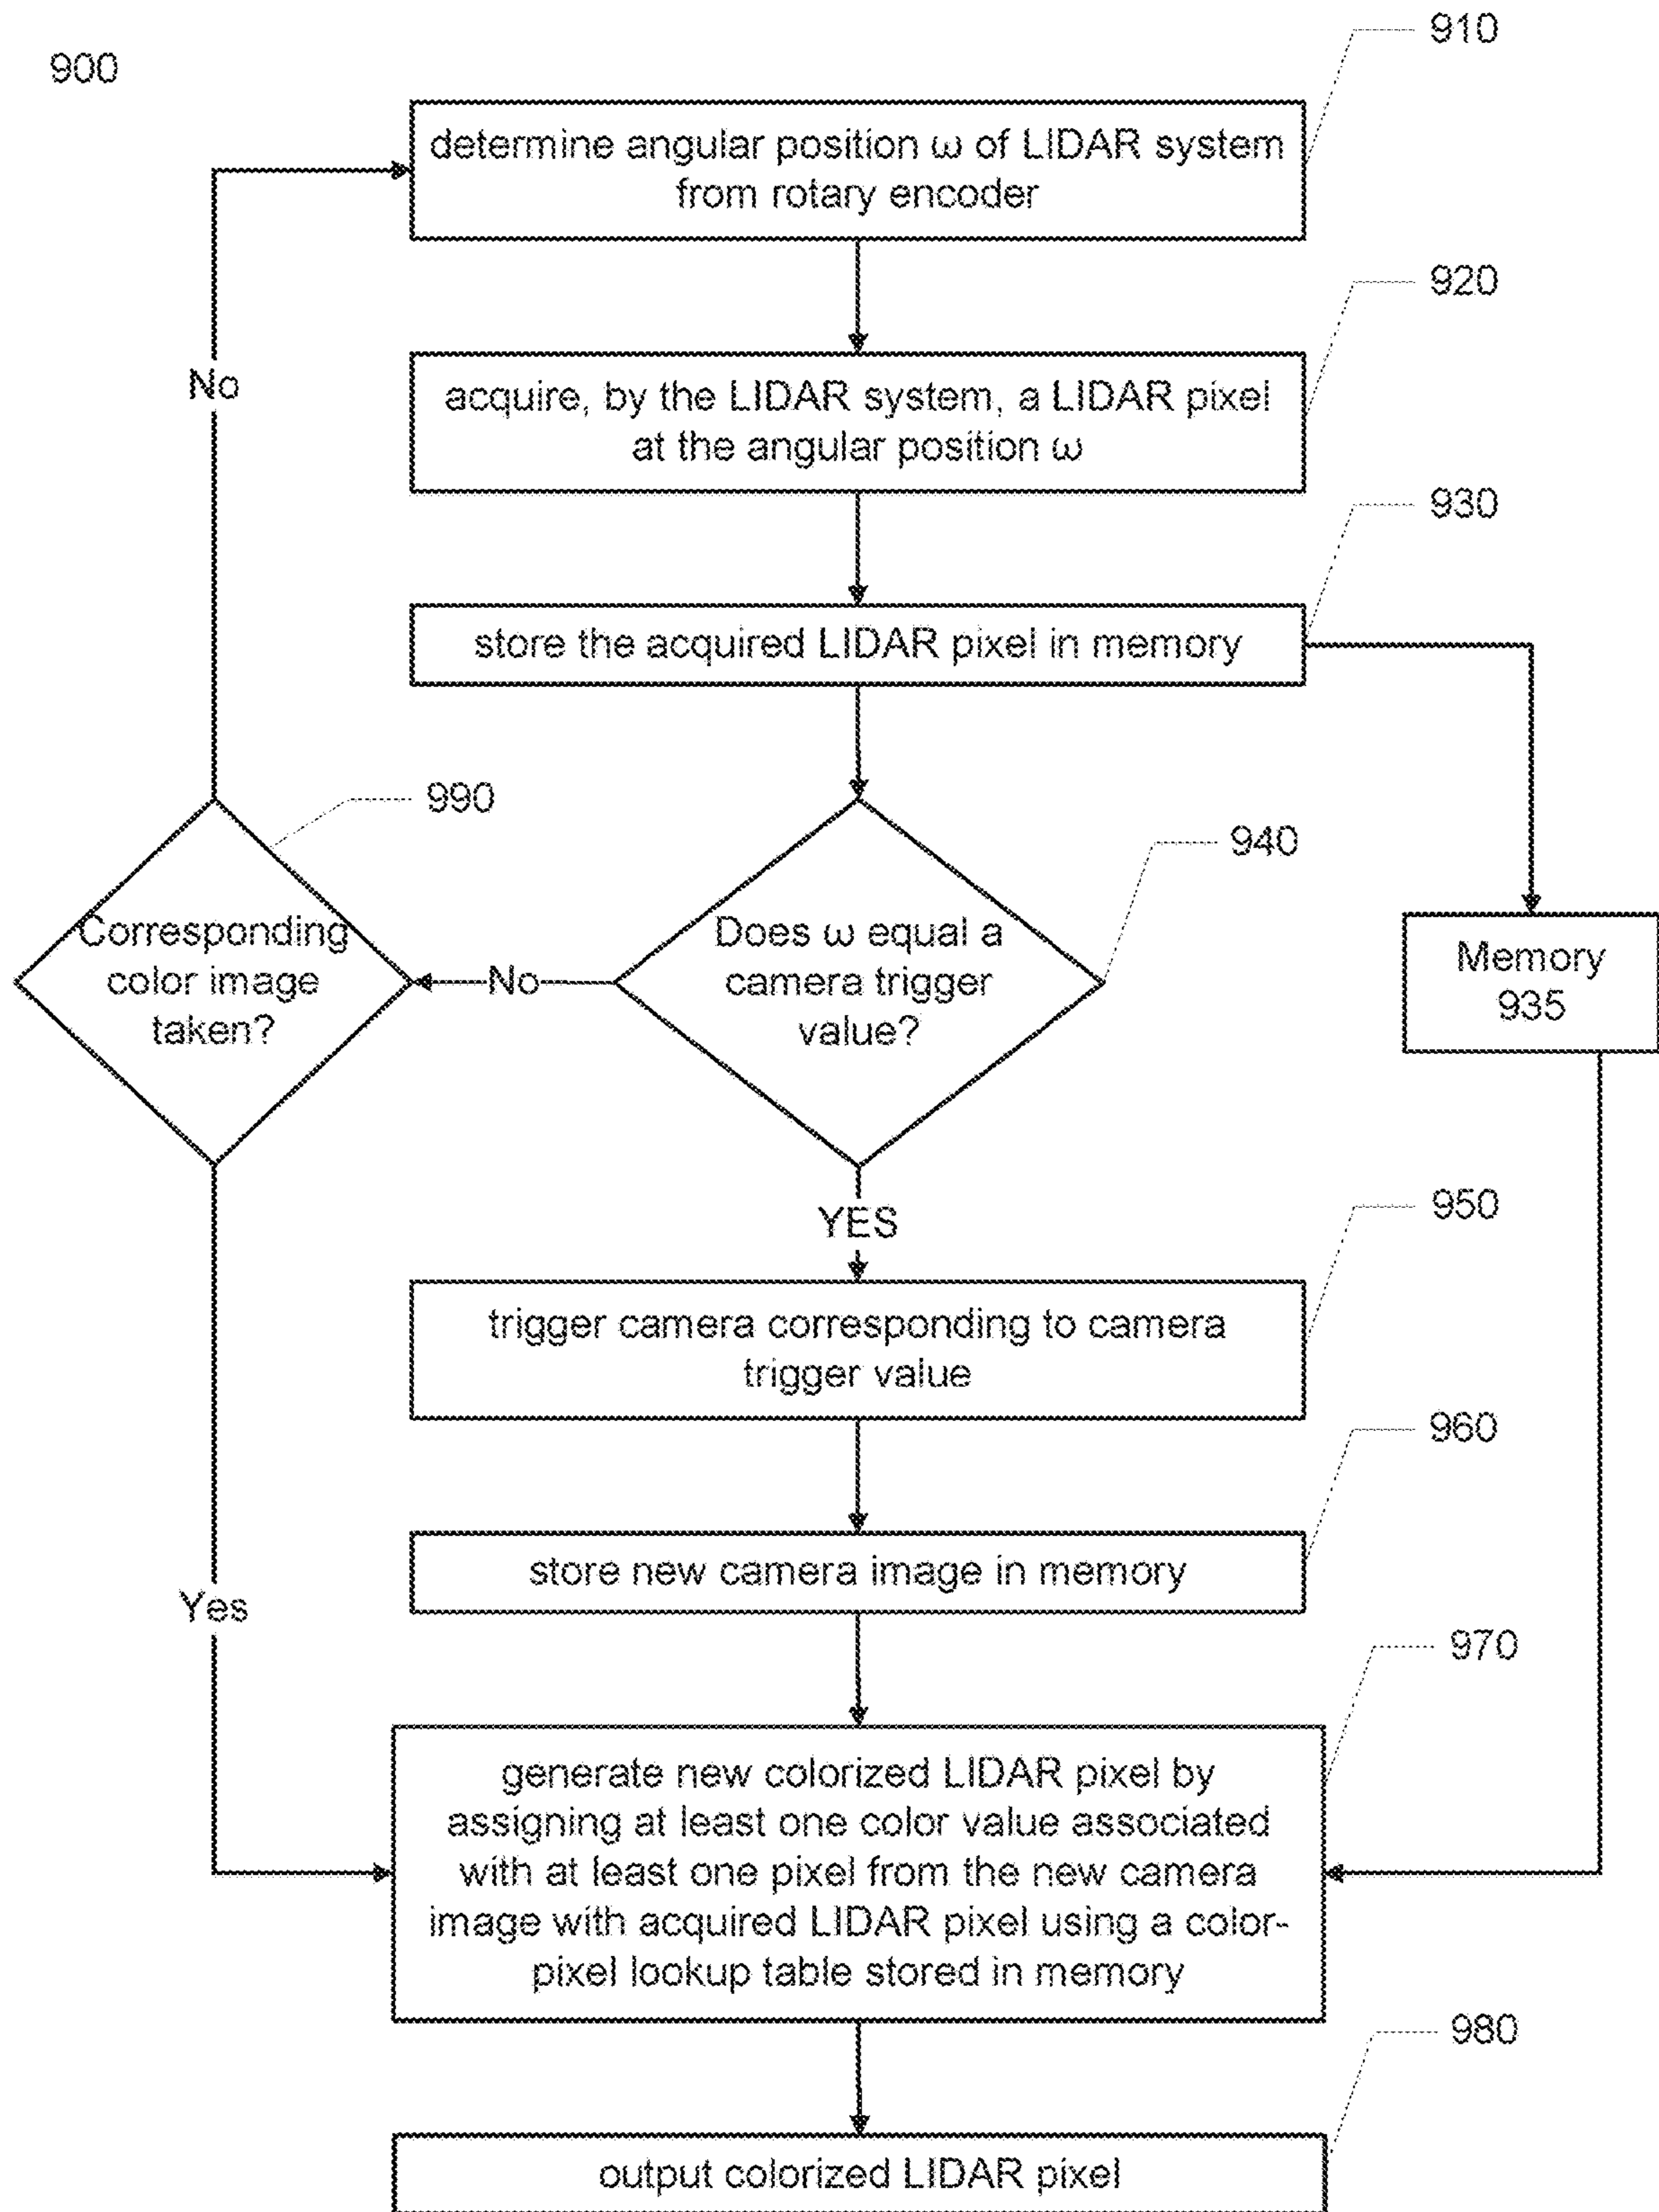 900
910
determine angular position ω of LIDAR system
from rotary encoder
920
acquire, by the LIDAR system, a LIDAR pixel
at the angular position ω
No
930
store the acquired LIDAR pixel in memory
990
940
Corresponding
color image
taken?
No
Does ω equal a
camera trigger
value?
Memory
935
YES
950
trigger camera corresponding to camera
trigger value
960
store new camera image in memory
Yes
970
generate new colorized LIDAR pixel by
assigning at least one color value associated
with at least one pixel from the new camera
image with acquired LIDAR pixel using a color-
pixel lookup table stored in memory
980
output colorized LIDAR pixel